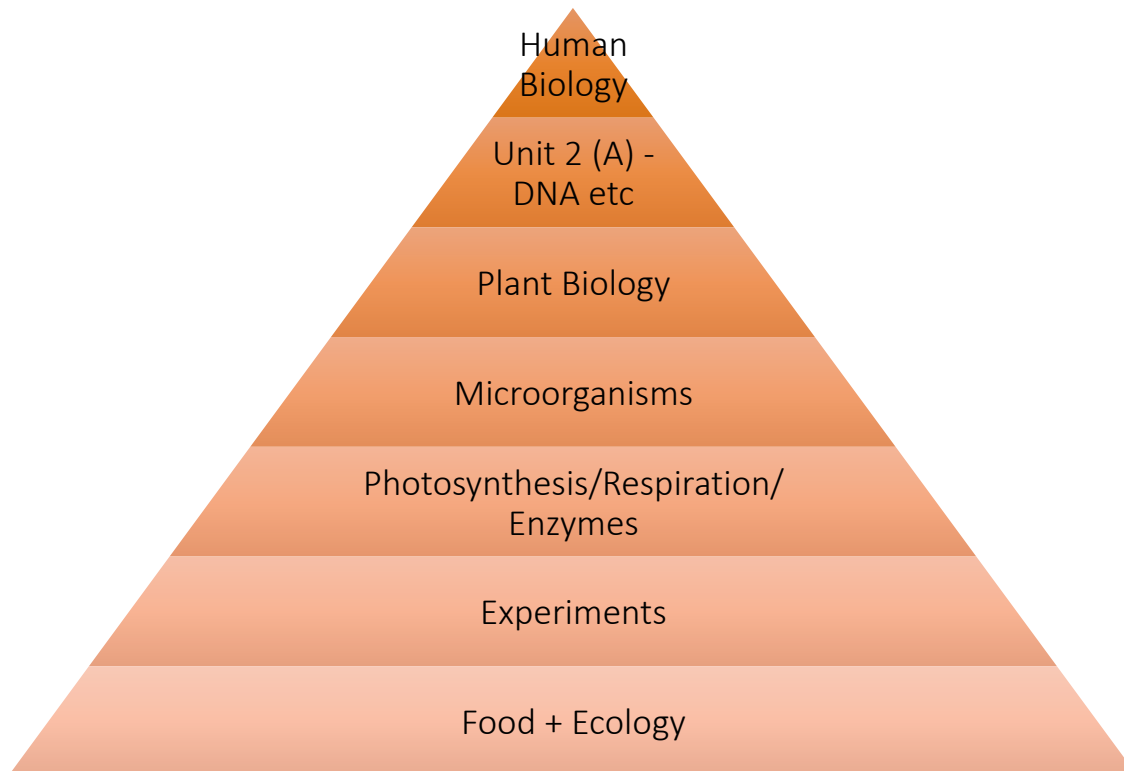 Human
Biology
Unit 2 (A) -
DNA etc
Plant Biology
Microorganisms
Photosynthesis/Respiration/
Enzymes
Experiments
Food + Ecology